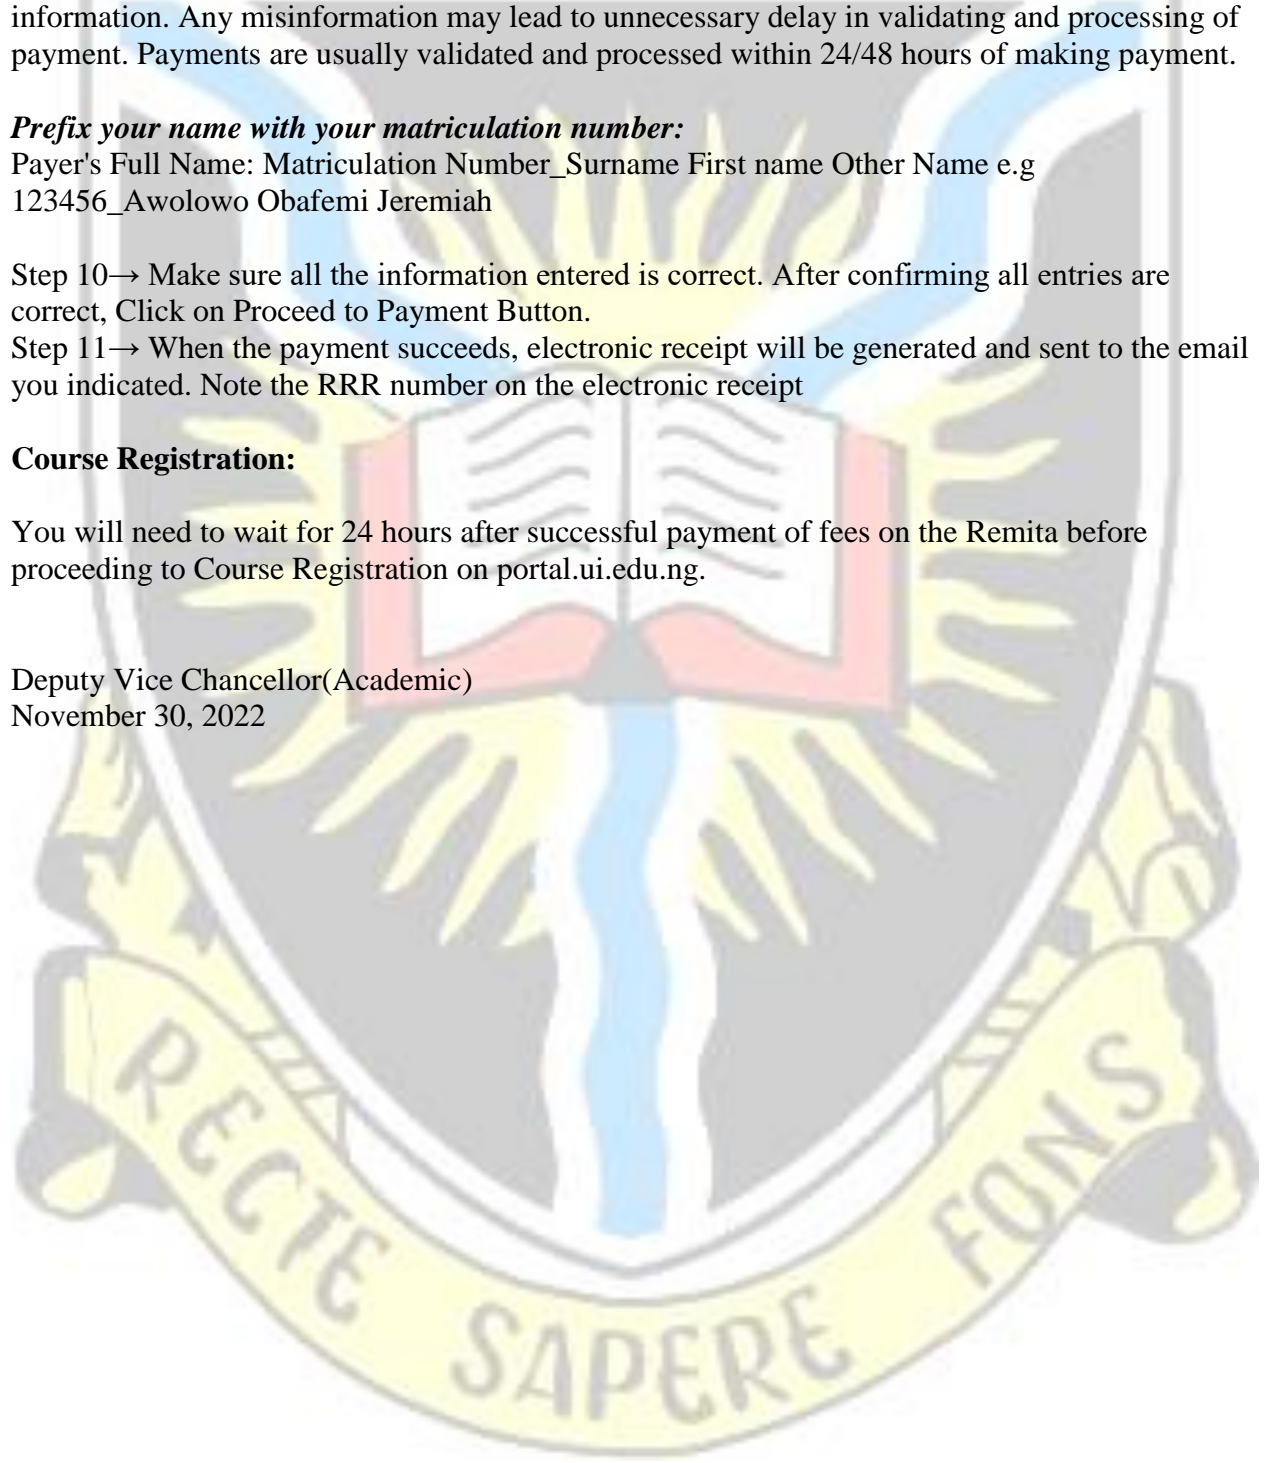 information. Any misinformation may lead to unnecessary delay in validating and processing of
payment. Payments are usually validated and processed within 24/48 hours of making payment.
Prefix your name with your matriculation number:
Payer's Full Name: Matriculation Number_Surname First name Other Name e.g
123456_Awolowo Obafemi Jeremiah
Step 10→ Make sure all the information entered is correct. After confirming all entries are
correct, Click on Proceed to Payment Button.
Step 11→ When the payment succeeds, electronic receipt will be generated and sent to the email
you indicated. Note the RRR number on the electronic receipt
Course Registration:
You will need to wait for 24 hours after successful payment of fees on the Remita before
proceeding to Course Registration on portal.ui.edu.ng.
Deputy Vice Chancellor(Academic)
November 30, 2022
RECTE SAPERE FONS